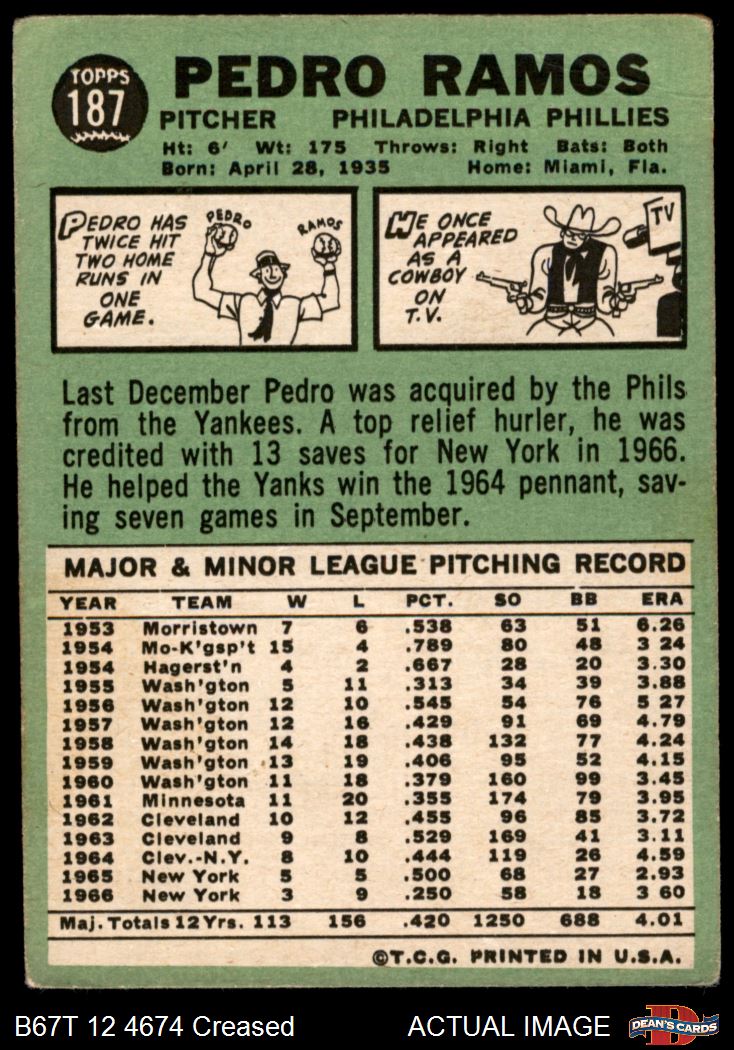 TOPPS
187
PEDRO RAMOS
PITCHER PHILADELPHIA PHILLIES
Ht: 6' Wt: 175 Throws: Right Bats: Both
Born: April 28, 1935 Home: Miami, Fla.
PEDRO HAS
TWICE HIT
TWO HOME
RUNS IN
ONE
GAME.
PEDRO
RAMOS
HE ONCE
APPEARED
AS A
COWBOY
ON
T.V.
TV
Last December Pedro was acquired by the Phils
from the Yankees. A top relief hurler, he was
credited with 13 saves for New York in 1966.
He helped the Yanks win the 1964 pennant, sav-
ing seven games in September.
MAJOR & MINOR LEAGUE PITCHING RECORD
YEAR TEAM W L PCT. SO BB ERA
1953 Morristown 7 6 .538 63 51 6.26
1954 Mo-K'gsp't 15 4 .789 80 48 3 24
1954 Hagerst'n 4 2 .667 28 20 3.30
1955 Wash'gton 5 11 .313 34 39 3.88
1956 Wash'gton 12 10 .545 54 76 5 27
1957 Wash'gton 12 16 .429 91 69 4.79
1958 Wash'gton 14 18 .438 132 77 4.24
1959 Wash'gton 13 19 .406 95 52 4.15
1960 Wash'gton 11 18 .379 160 99 3.45
1961 Minnesota 11 20 .355 174 79 3.95
1962 Cleveland 10 12 .455 96 85 3.72
1963 Cleveland 9 8 .529 169 41 3.11
1964 Clev.-N.Y. 8 10 .444 119 26 4.59
1965 New York 5 5 .500 68 27 2.93
1966 New York 3 9 .250 58 18 3 60
Maj. Totals 12 Yrs. 113 156 .420 1250 688 4.01
©T.C.G. PRINTED IN U.S.A.
B67T 12 4674 Creased ACTUAL IMAGE
DEAN'S CARDS